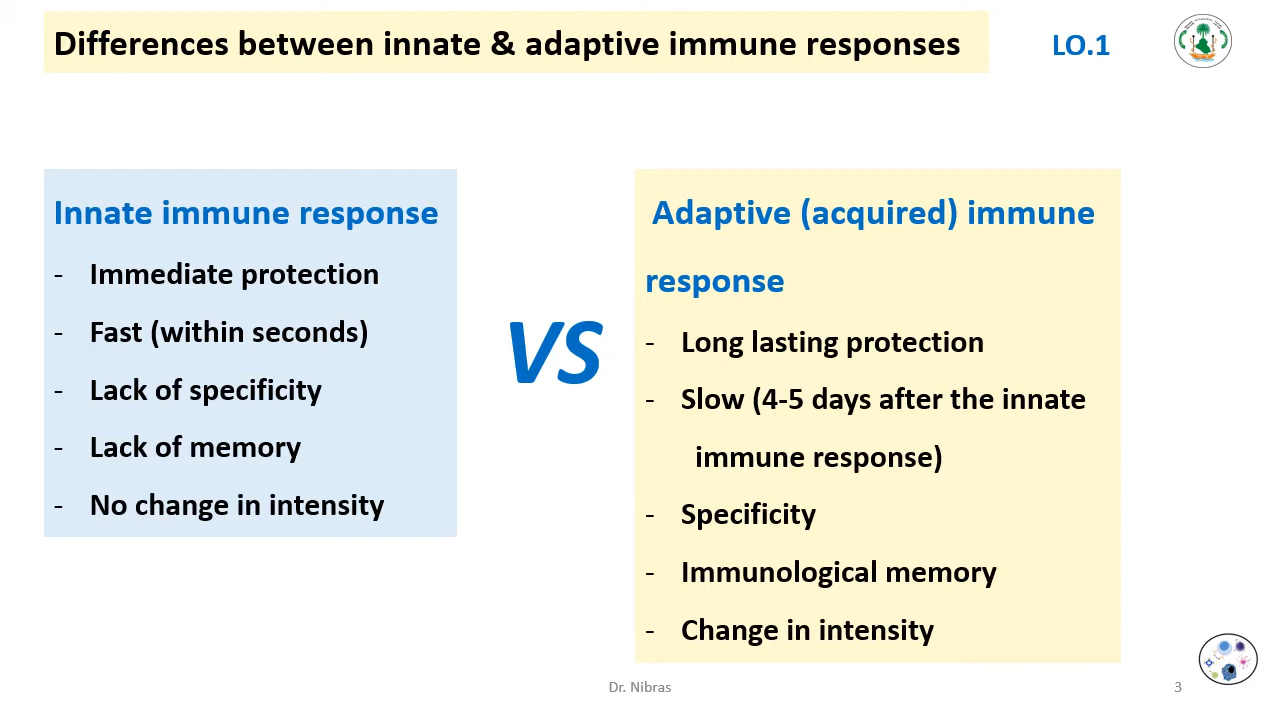 Differences between innate & adaptive immune responses
LO.1
Innate immune response
- Immediate protection
- Fast (within seconds)
- Lack of specificity
- Lack of memory
- No change in intensity
VS
Adaptive (acquired) immune
response
- Long lasting protection
- Slow (4-5 days after the innate
immune response)
- Specificity
- Immunological memory
- Change in intensity
Dr. Nibras
3